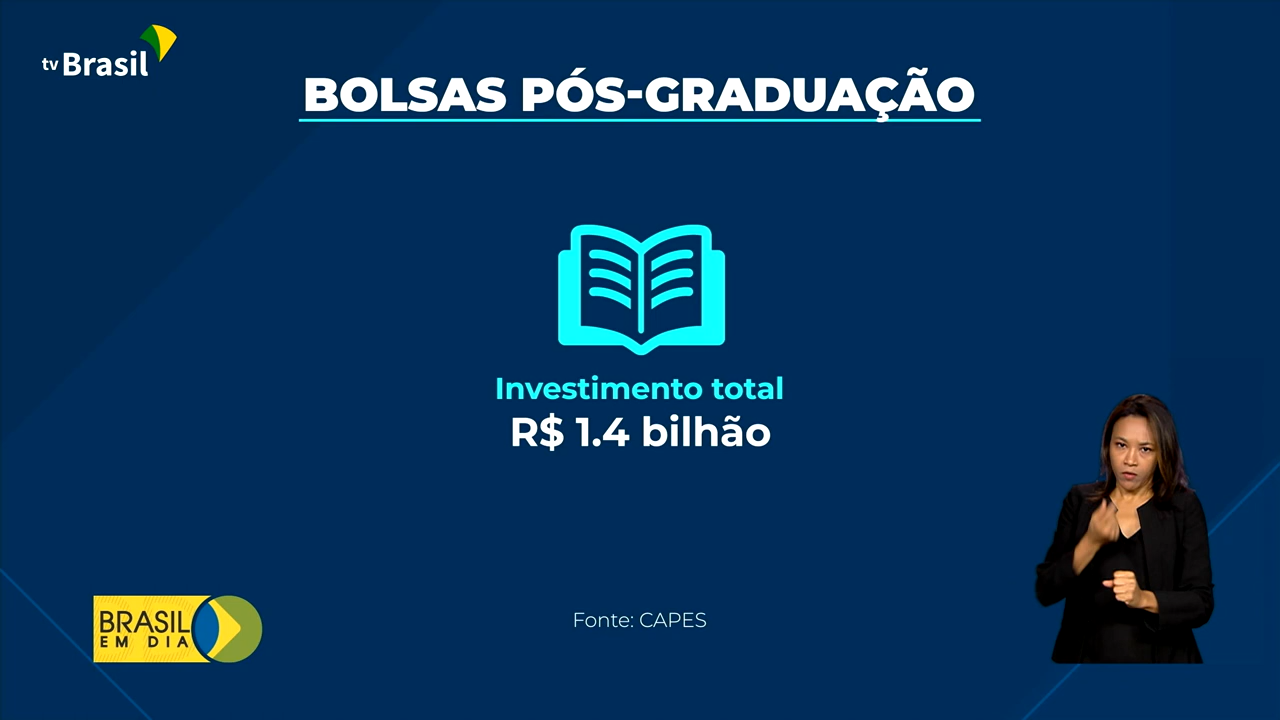 tv Brasil
BOLSAS PÓS-GRADUAÇÃO
Investimento total
R$ 1.4 bilhão
Fonte: CAPES
BRASIL
EM DIA